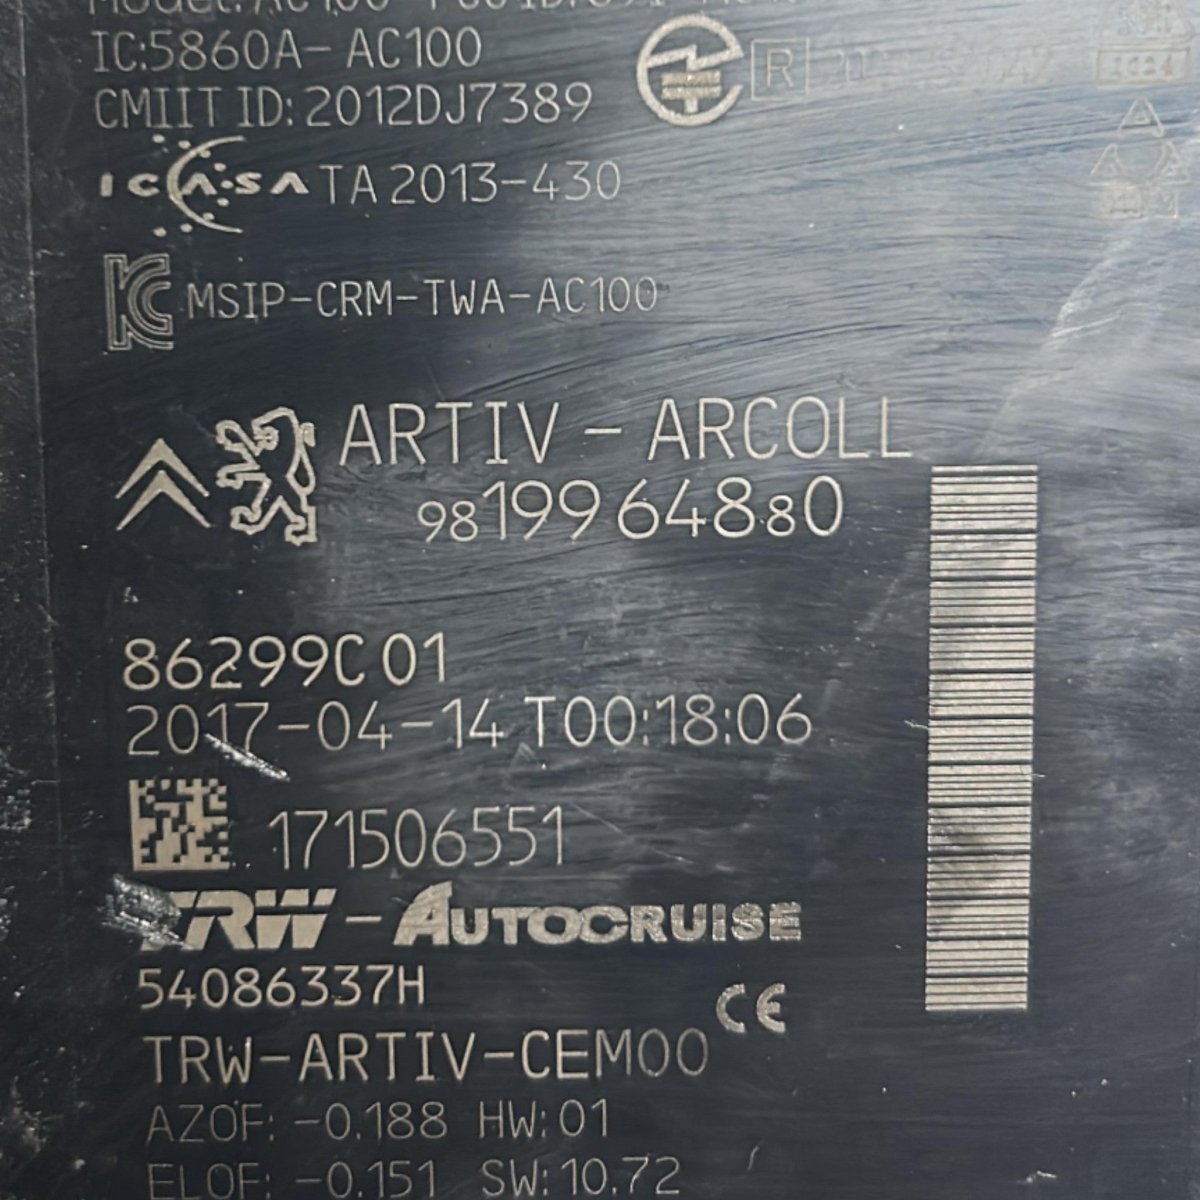 IC:5860A-AC100
CMIIT ID: 2012DJ7389
R
ICASA TA 2013-430
MSIP-CRM-TWA-AC100
ARTIV - ARCOLL
9819964880
86299C 01
2017-04-14 T00:18:06
171506551
TRW - AUTOCRUISE
54086337H
CE
TRW-ARTIV-CEM00
AZOF: -0.188 HW: 01
ELOF: -0.151 SW: 10.72